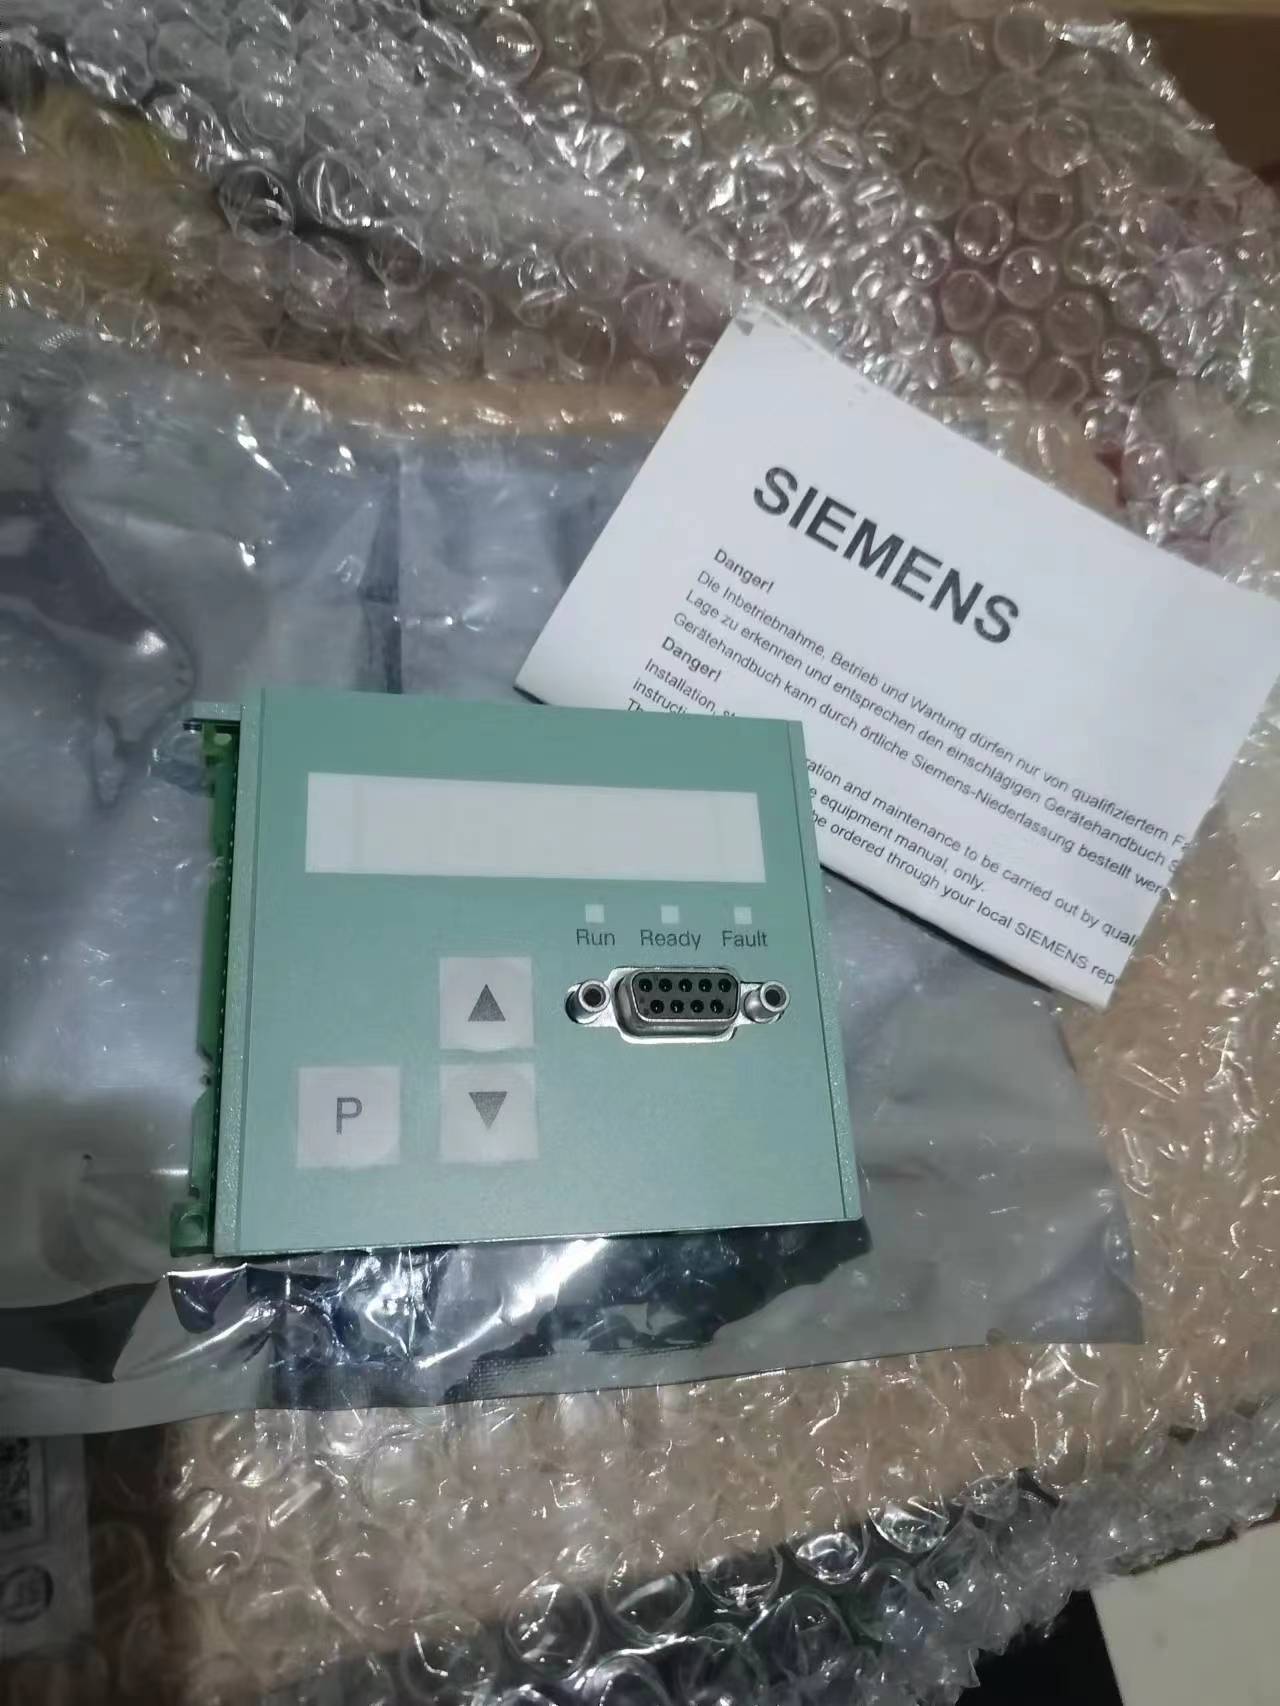 SIEMENS
Danger!
Die Inbetriebnahme, Betrieb und Wartung dürfen nur von qualifiziertem
Lage zu erkennen und entsprechen den einschlägigen Gerätehandbuch
Gerätehandbuch kann durch örtliche Siemens-Niederlassung bestellt
Danger!
Installation,
equipment manual, only.
and maintenance to be carried out by
be ordered through your local SIEMENS
Run Ready Fault
▲
P ▼